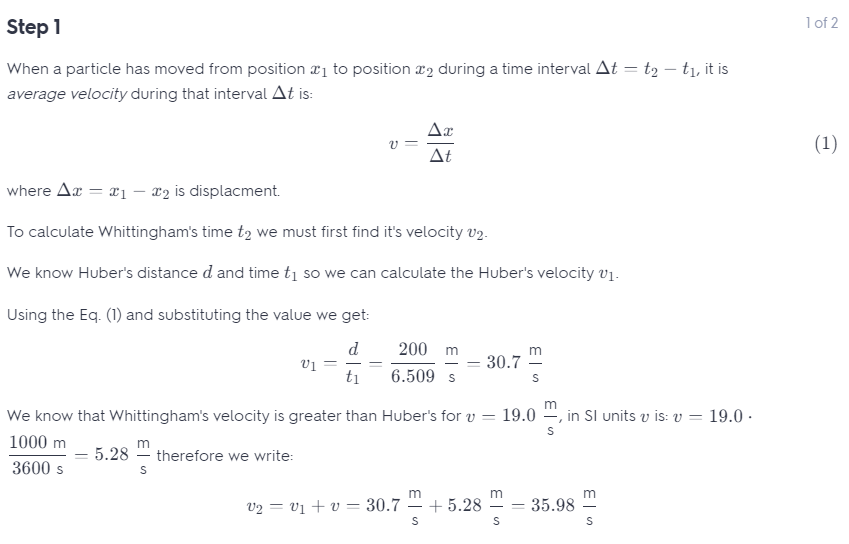 Step 1
1 of 2
When a particle has moved from position x₁ to position x₂ during a time interval Δt = t₂ − t₁, it is
average velocity during that interval Δt is:
v = Δx/Δt (1)
where Δx = x₁ − x₂ is displacment.
To calculate Whittingham's time t₂ we must first find it's velocity v₂.
We know Huber's distance d and time t₁ so we can calculate the Huber's velocity v₁.
Using the Eq. (1) and substituting the value we get:
v₁ = d/t₁ = 200/6.509 m/s = 30.7 m/s
We know that Whittingham's velocity is greater than Huber's for v = 19.0 m/s, in SI units v is: v = 19.0 ·
1000 m/3600 s = 5.28 m/s therefore we write:
v₂ = v₁ + v = 30.7 m/s + 5.28 m/s = 35.98 m/s